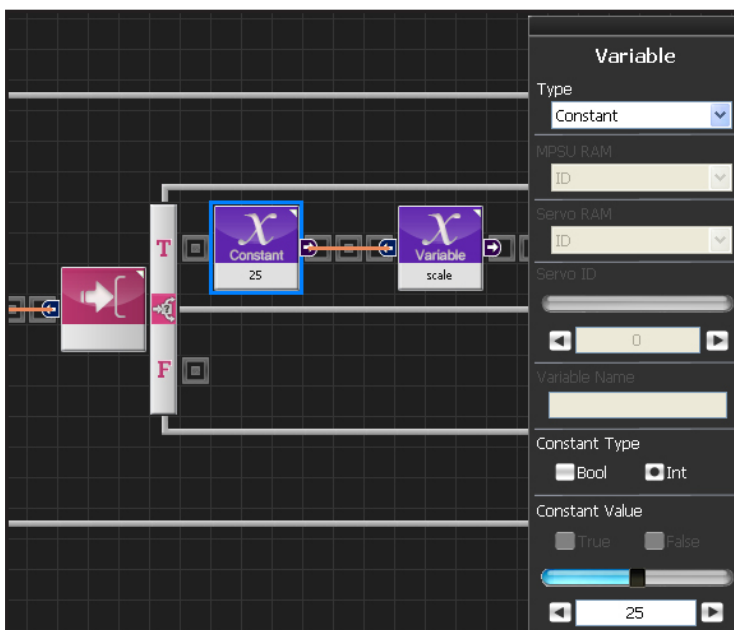 T
F
x
Constant
25
x
Variable
scale
Variable
Type
Constant
MPSU RAM
ID
Servo RAM
ID
Servo ID
0
Variable Name
Constant Type
Bool Int
Constant Value
True False
25